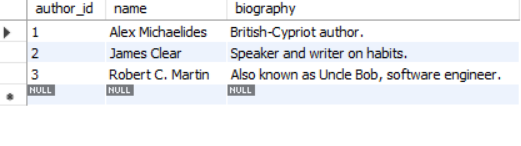 author_id name biography
1 Alex Michaelides British-Cypriot author.
2 James Clear Speaker and writer on habits.
3 Robert C. Martin Also known as Uncle Bob, software engineer.
NULL NULL NULL